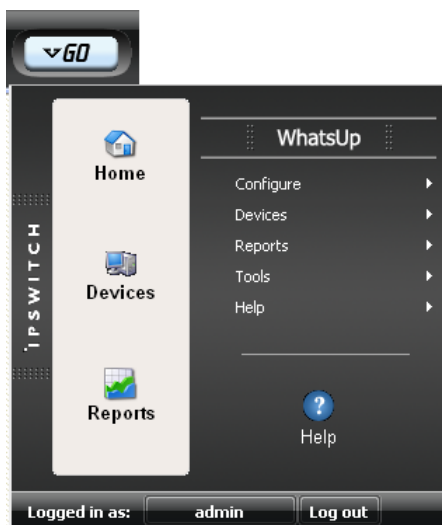 GO
WhatsUp
Home
Configure
Devices
Reports
Tools
Help
Devices
Reports
Help
IPSWITCH
Logged in as: admin Log out